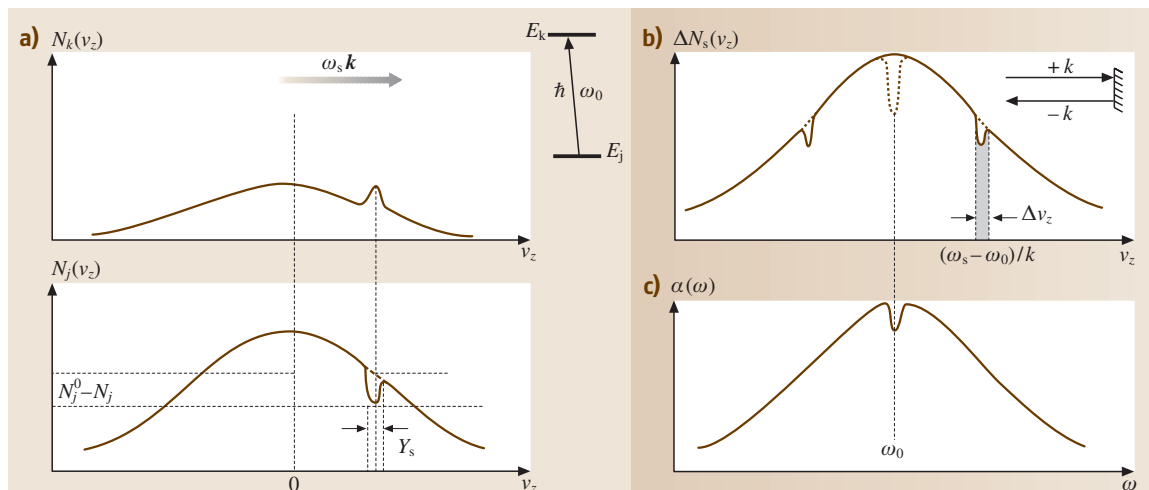 a)
N_k(v_z)
ω_s k
E_k
ħ ω_0
E_j
v_z
N_j(v_z)
N_j^0–N_j
Y_s
0
v_z
b)
ΔN_s(v_z)
+ k
– k
Δv_z
(ω_s–ω_0)/k
v_z
c)
α(ω)
ω_0
ω